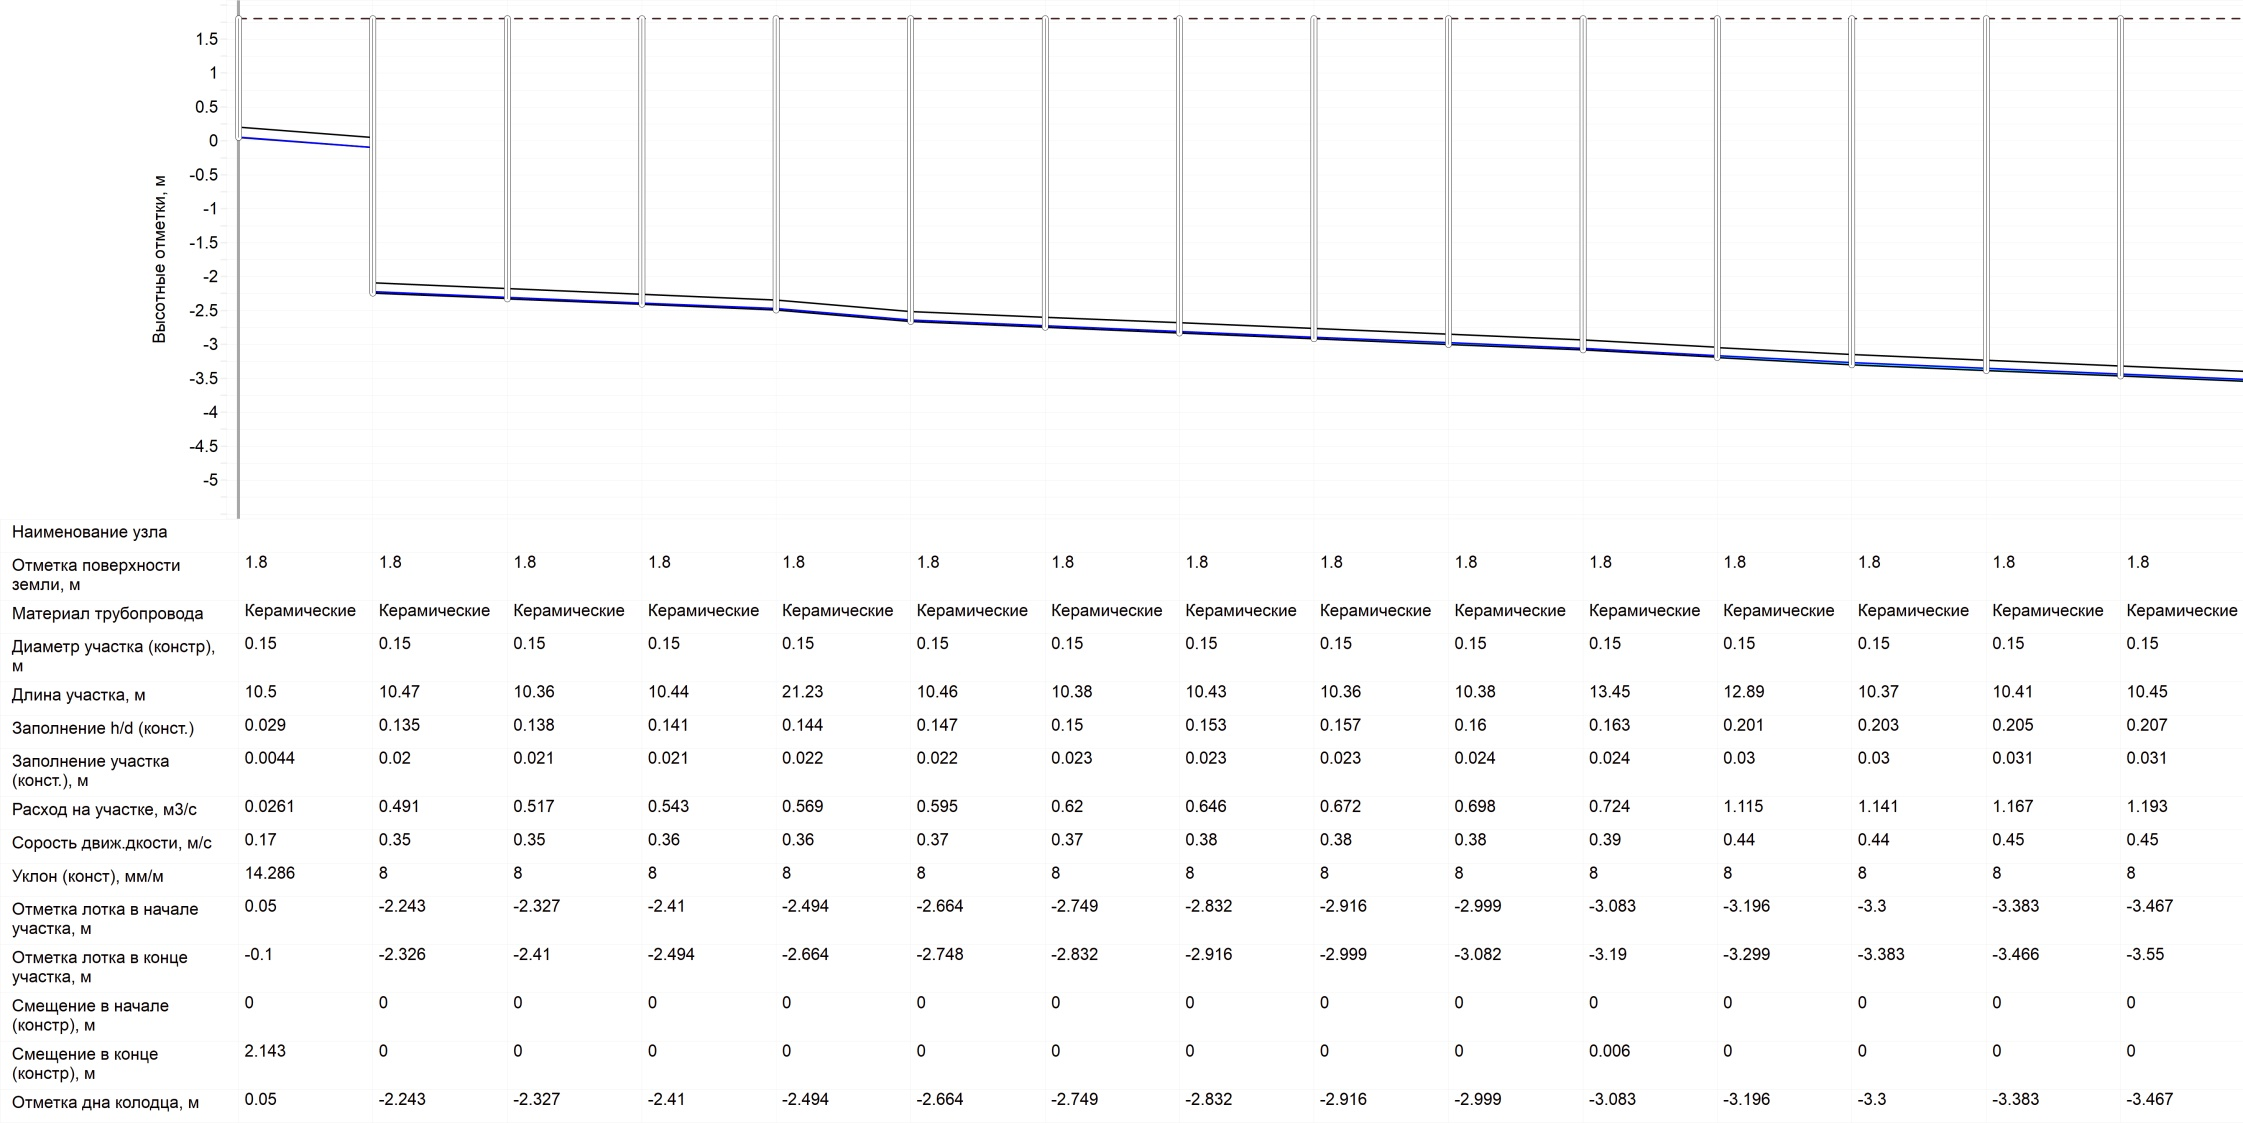 1.5
1
0.5
0
-0.5
-1
-1.5
-2
-2.5
-3
-3.5
-4
-4.5
-5
Высотные отметки, м
Наименование узла
Отметка поверхности
земли, м
1.8 1.8 1.8 1.8 1.8 1.8 1.8 1.8 1.8 1.8 1.8 1.8 1.8 1.8 1.8
Материал трубопровода Керамические Керамические Керамические Керамические Керамические Керамические Керамические Керамические Керамические Керамические Керамические Керамические Керамические Керамические Керамические
Диаметр участка (констр),
м
0.15 0.15 0.15 0.15 0.15 0.15 0.15 0.15 0.15 0.15 0.15 0.15 0.15 0.15 0.15
Длина участка, м 10.5 10.47 10.36 10.44 21.23 10.46 10.38 10.43 10.36 10.38 13.45 12.89 10.37 10.41 10.45
Заполнение h/d (конст.) 0.029 0.135 0.138 0.141 0.144 0.147 0.15 0.153 0.157 0.16 0.163 0.201 0.203 0.205 0.207
Заполнение участка
(конст.), м
0.0044 0.02 0.021 0.021 0.022 0.022 0.023 0.023 0.023 0.024 0.024 0.03 0.03 0.031 0.031
Расход на участке, м3/с 0.0261 0.491 0.517 0.543 0.569 0.595 0.62 0.646 0.672 0.698 0.724 1.115 1.141 1.167 1.193
Сорость движ.дкости, м/с 0.17 0.35 0.35 0.36 0.36 0.37 0.37 0.38 0.38 0.38 0.39 0.44 0.44 0.45 0.45
Уклон (конст), мм/м 14.286 8 8 8 8 8 8 8 8 8 8 8 8 8 8
Отметка лотка в начале
участка, м
0.05 -2.243 -2.327 -2.41 -2.494 -2.664 -2.749 -2.832 -2.916 -2.999 -3.083 -3.196 -3.3 -3.383 -3.467
Отметка лотка в конце
участка, м
-0.1 -2.326 -2.41 -2.494 -2.664 -2.748 -2.832 -2.916 -2.999 -3.082 -3.19 -3.299 -3.383 -3.466 -3.55
Смещение в начале
(констр), м
0 0 0 0 0 0 0 0 0 0 0 0 0 0 0
Смещение в конце
(констр), м
2.143 0 0 0 0 0 0 0 0 0 0.006 0 0 0 0
Отметка дна колодца, м 0.05 -2.243 -2.327 -2.41 -2.494 -2.664 -2.749 -2.832 -2.916 -2.999 -3.083 -3.196 -3.3 -3.383 -3.467